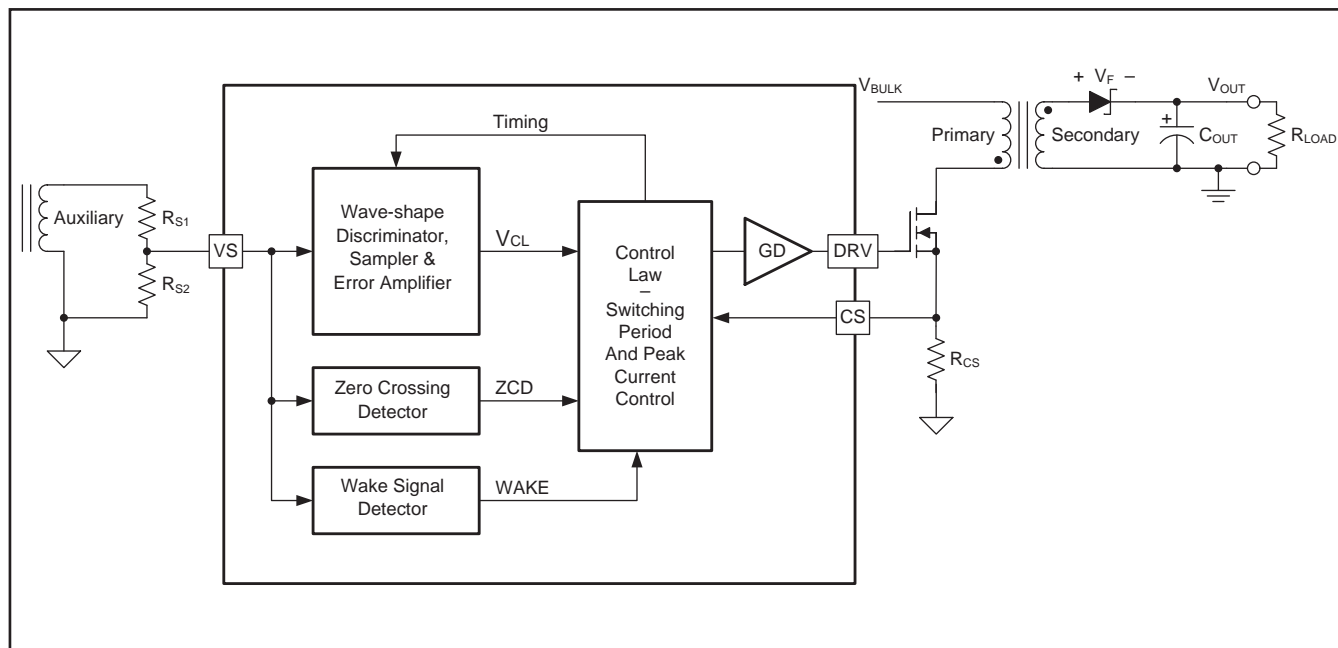 Auxiliary
RS1
RS2
VS
Timing
Wave-shape
Discriminator,
Sampler &
Error Amplifier
VCL
Zero Crossing
Detector
ZCD
Wake Signal
Detector
WAKE
Control
Law
–
Switching
Period
And Peak
Current
Control
GD
DRV
CS
RCS
VBULK
Primary
Secondary
+ VF –
VOUT
+
COUT
RLOAD